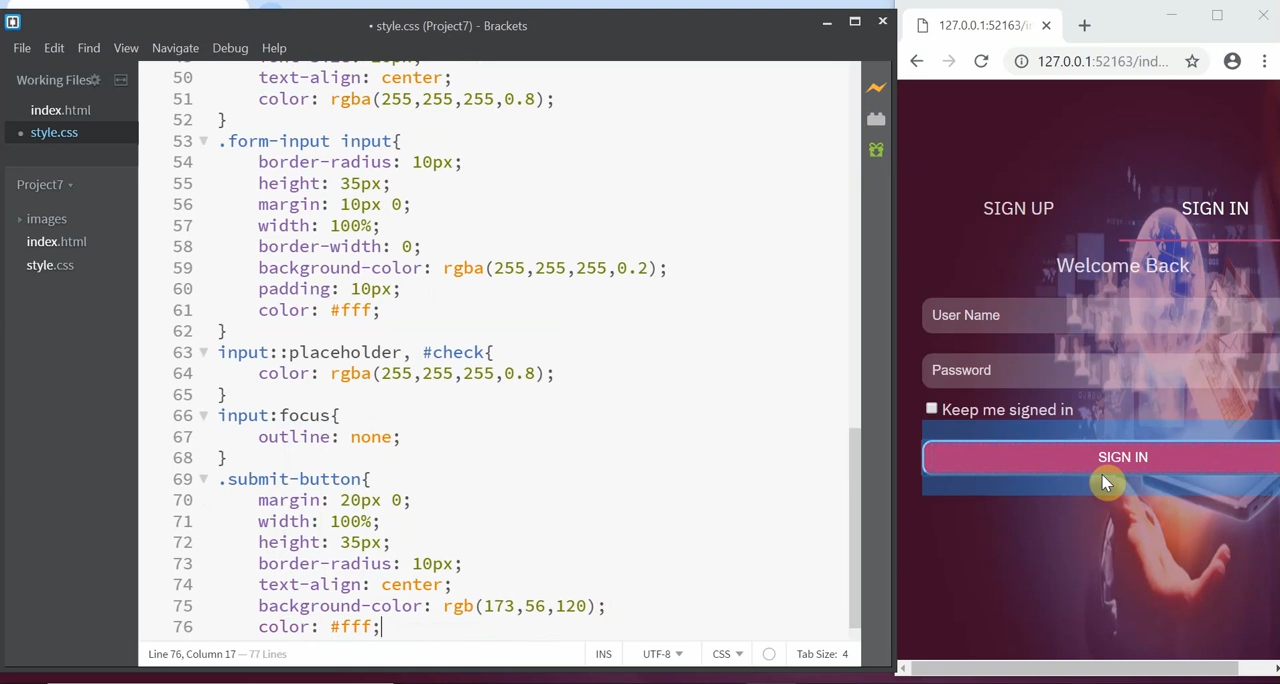 • style.css (Project7) - Brackets
File Edit Find View Navigate Debug Help
Working Files
index.html
• style.css
Project7
images
index.html
style.css
50 text-align: center;
51 color: rgba(255,255,255,0.8);
52 }
53 .form-input input{
54 border-radius: 10px;
55 height: 35px;
56 margin: 10px 0;
57 width: 100%;
58 border-width: 0;
59 background-color: rgba(255,255,255,0.2);
60 padding: 10px;
61 color: #fff;
62 }
63 input::placeholder, #check{
64 color: rgba(255,255,255,0.8);
65 }
66 input:focus{
67 outline: none;
68 }
69 .submit-button{
70 margin: 20px 0;
71 width: 100%;
72 height: 35px;
73 border-radius: 10px;
74 text-align: center;
75 background-color: rgb(173,56,120);
76 color: #fff;
Line 76, Column 17 — 77 Lines
INS UTF-8 CSS Tab Size: 4
127.0.0.1:52163/in
127.0.0.1:52163/ind...
SIGN UP SIGN IN
Welcome Back
User Name
Password
Keep me signed in
SIGN IN